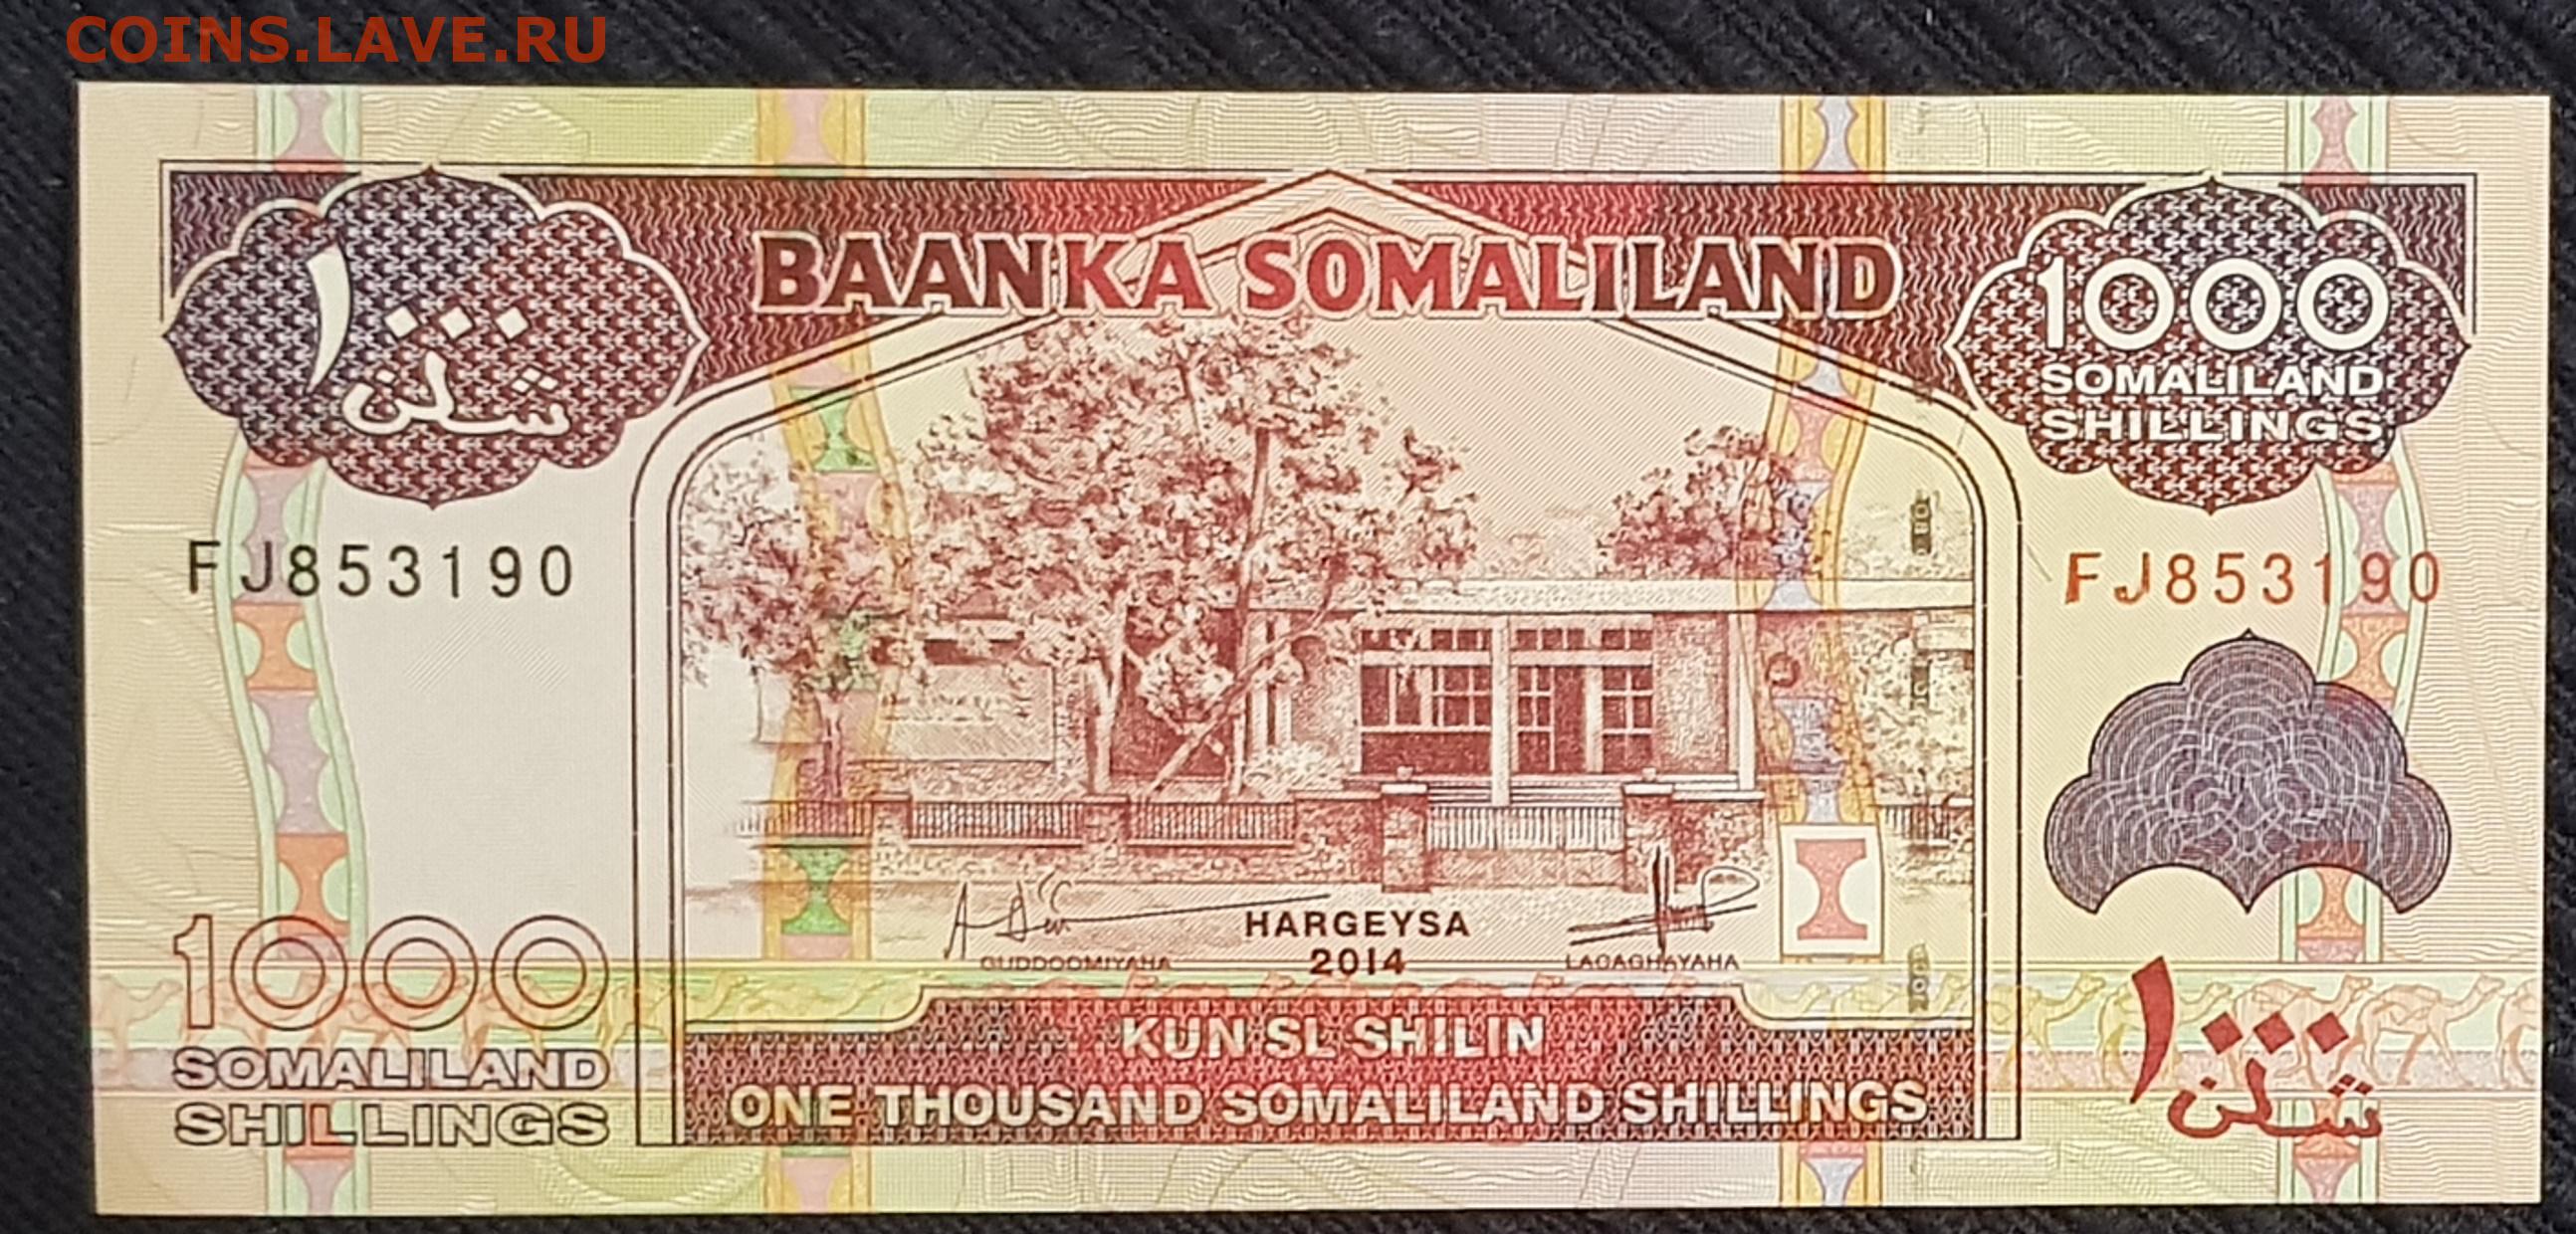 COINS.LAVE.RU
١٠٠٠
شلن
BAANKA SOMALILAND
1000
SOMALILAND
SHILLINGS
FJ853190
FJ853190
HARGEYSA
2014
GUDDOOMIYAHA
LACAGHAYAHA
1000
SOMALILAND
SHILLINGS
KUN SL SHILIN
ONE THOUSAND SOMALILAND SHILLINGS
١٠٠٠
شلن